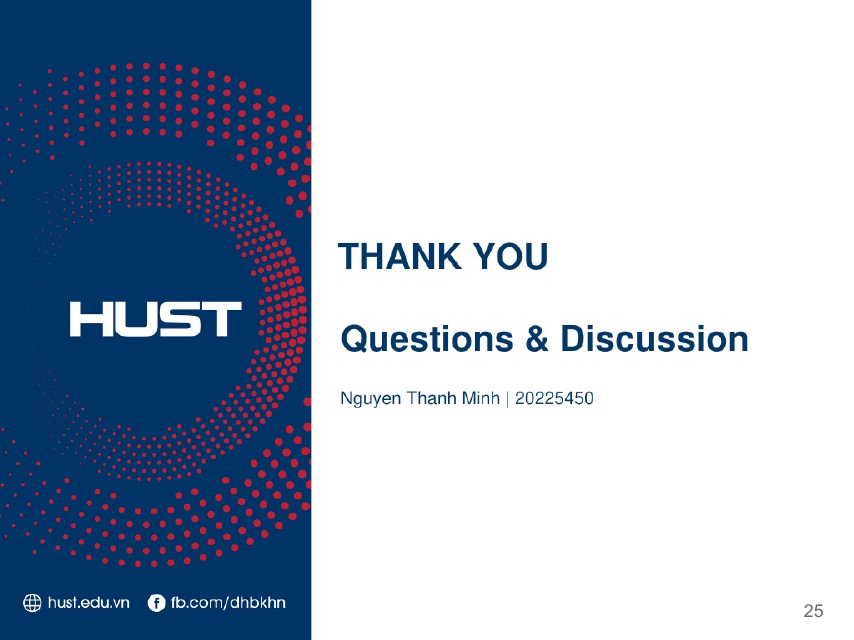 HUST
THANK YOU
Questions & Discussion
Nguyen Thanh Minh | 20225450
hust.edu.vn fb.com/dhbkhn
25